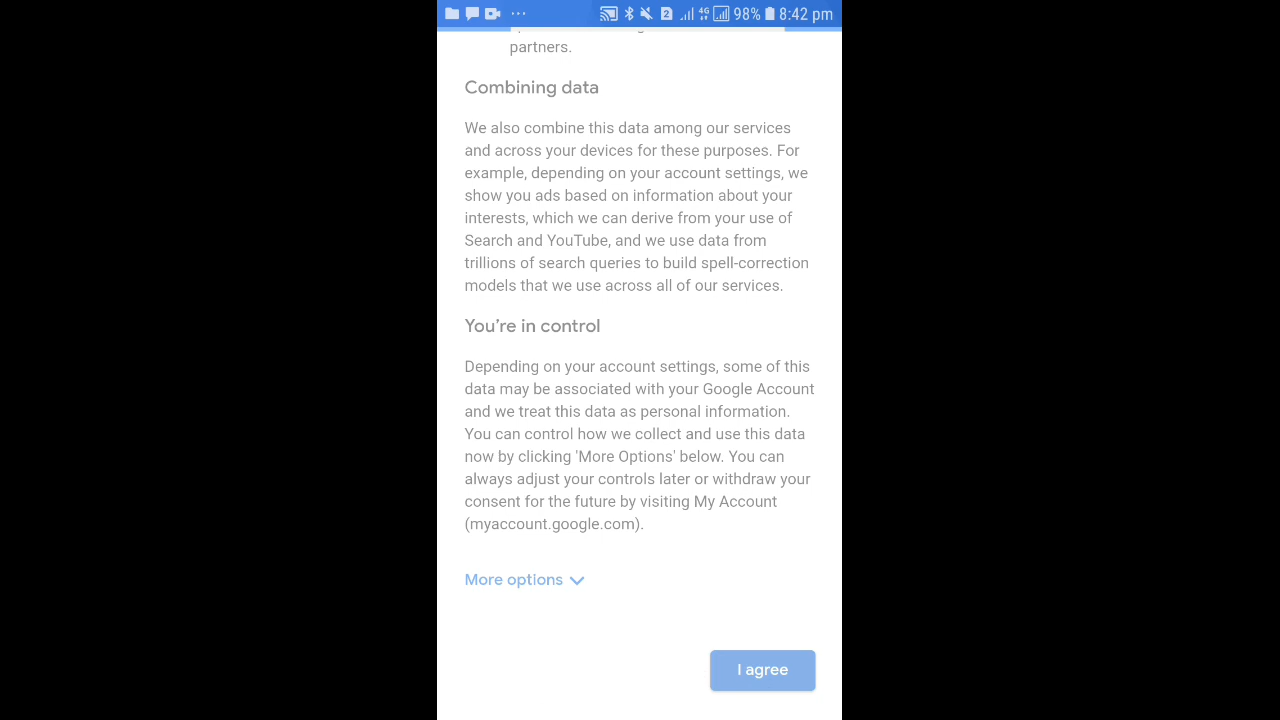 98% 8:42 pm
partners.
Combining data
We also combine this data among our services
and across your devices for these purposes. For
example, depending on your account settings, we
show you ads based on information about your
interests, which we can derive from your use of
Search and YouTube, and we use data from
trillions of search queries to build spell-correction
models that we use across all of our services.
You're in control
Depending on your account settings, some of this
data may be associated with your Google Account
and we treat this data as personal information.
You can control how we collect and use this data
now by clicking 'More Options' below. You can
always adjust your controls later or withdraw your
consent for the future by visiting My Account
(myaccount.google.com).
More options
I agree